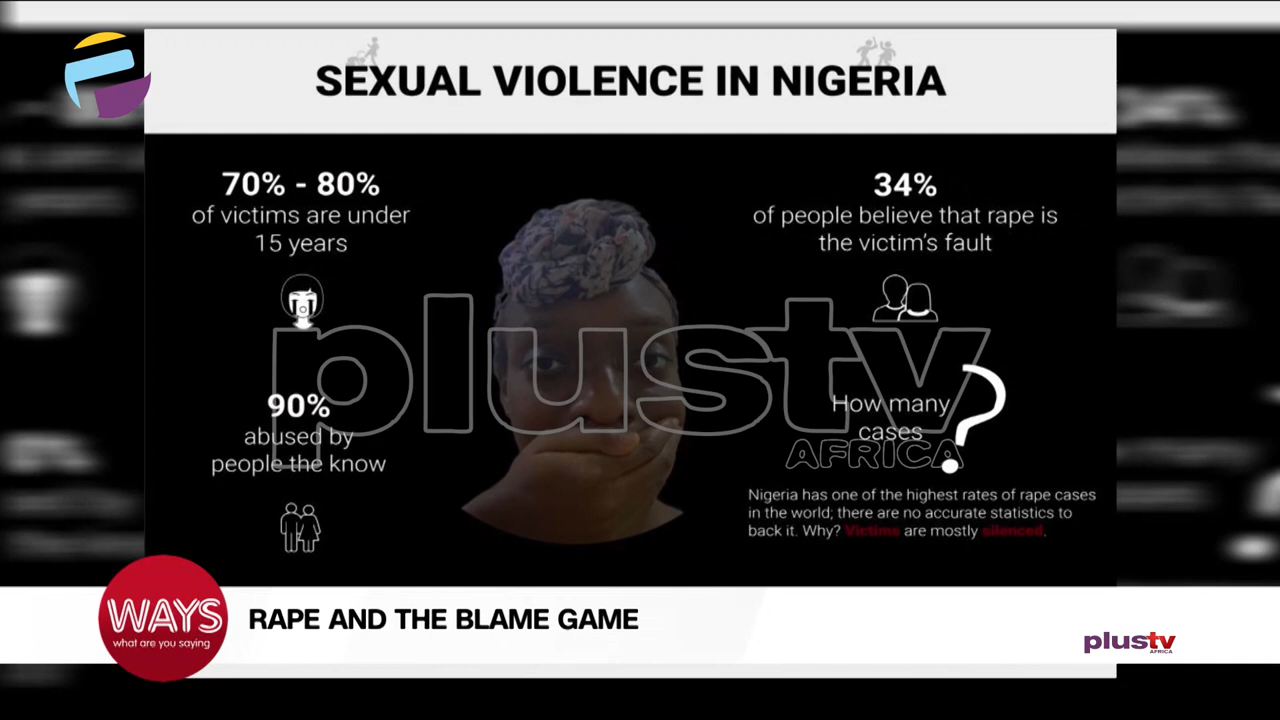 SEXUAL VIOLENCE IN NIGERIA
70% - 80%
of victims are under
15 years
34%
of people believe that rape is
the victim's fault
90%
abused by
people the know
How many
cases ?
Nigeria has one of the highest rates of rape cases
in the world; there are no accurate statistics to
back it. Why? Victims are mostly silenced.
plustv
AFRICA
WAYS
what are you saying
RAPE AND THE BLAME GAME
plustv
AFRICA